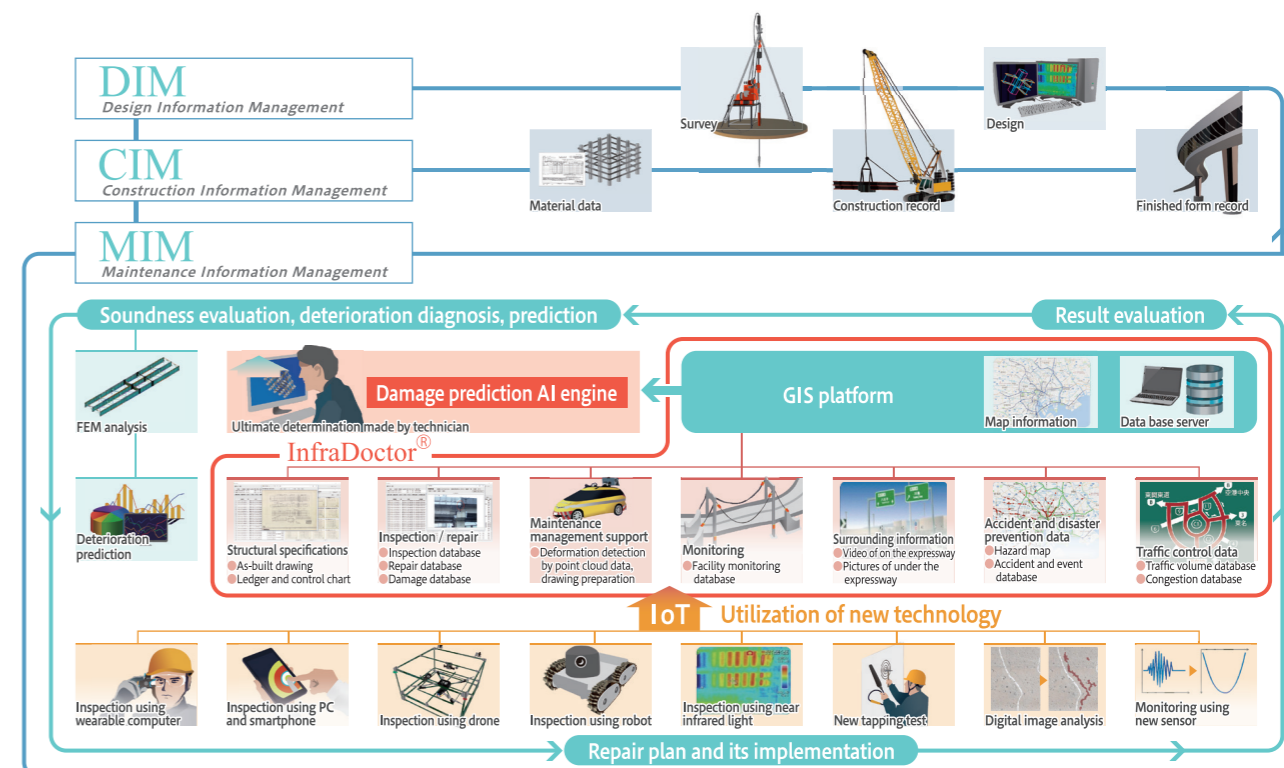 DIM
Design Information Management
CIM
Construction Information Management
MIM
Maintenance Information Management
Survey
Design
Material data
Construction record
Finished form record
Soundness evaluation, deterioration diagnosis, prediction
Result evaluation
FEM analysis
Damage prediction AI engine
Ultimate determination made by technician
GIS platform
Map information
Data base server
InfraDoctor®
Deterioration
prediction
Structural specifications
As-built drawing
Ledger and control chart
Inspection / repair
Inspection database
Repair database
Damage database
Maintenance
management support
Deformation detection
by point cloud data,
drawing preparation
Monitoring
Facility monitoring
database
Surrounding information
Video of on the expressway
Pictures of under the
expressway
Accident and disaster
prevention data
Hazard map
Accident and event
database
空港中央
東名
Traffic control data
Traffic volume database
Congestion database
IoT
Utilization of new technology
Inspection using
wearable computer
Inspection using PC
and smartphone
Inspection using drone
Inspection using robot
Inspection using near
infrared light
New tapping test
Digital image analysis
Monitoring using
new sensor
Repair plan and its implementation